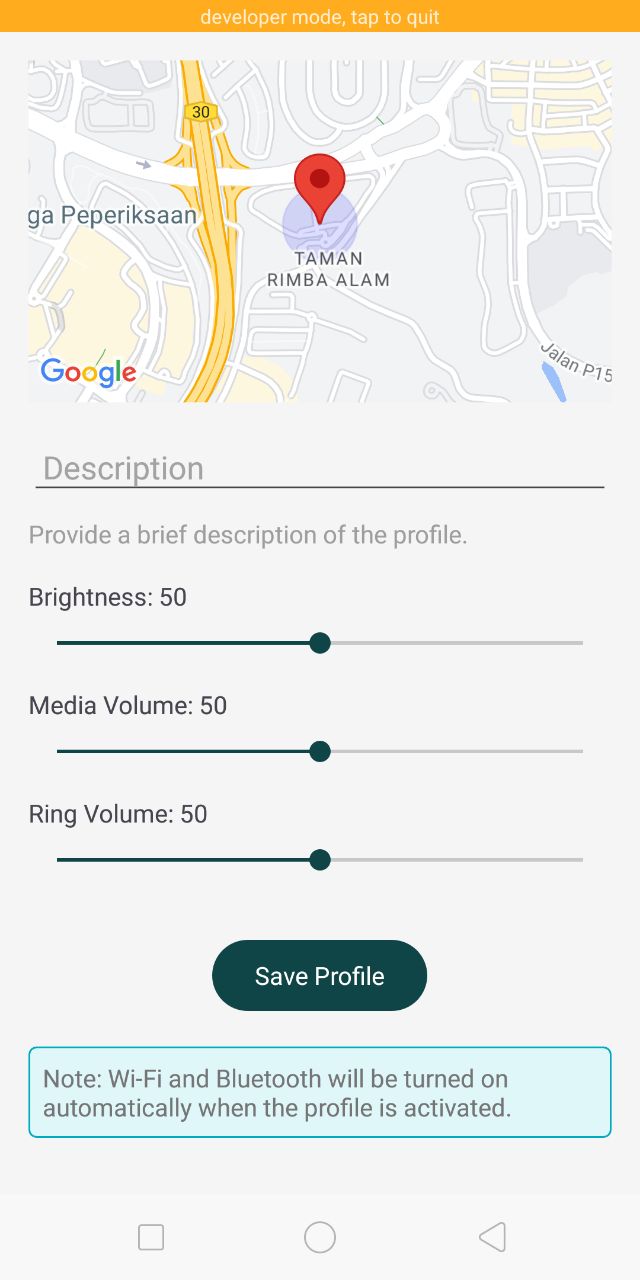 developer mode, tap to quit
30
ga Peperiksaan
TAMAN
RIMBA ALAM
Jalan P15
Google
Description
Provide a brief description of the profile.
Brightness: 50
Media Volume: 50
Ring Volume: 50
Save Profile
Note: Wi-Fi and Bluetooth will be turned on
automatically when the profile is activated.